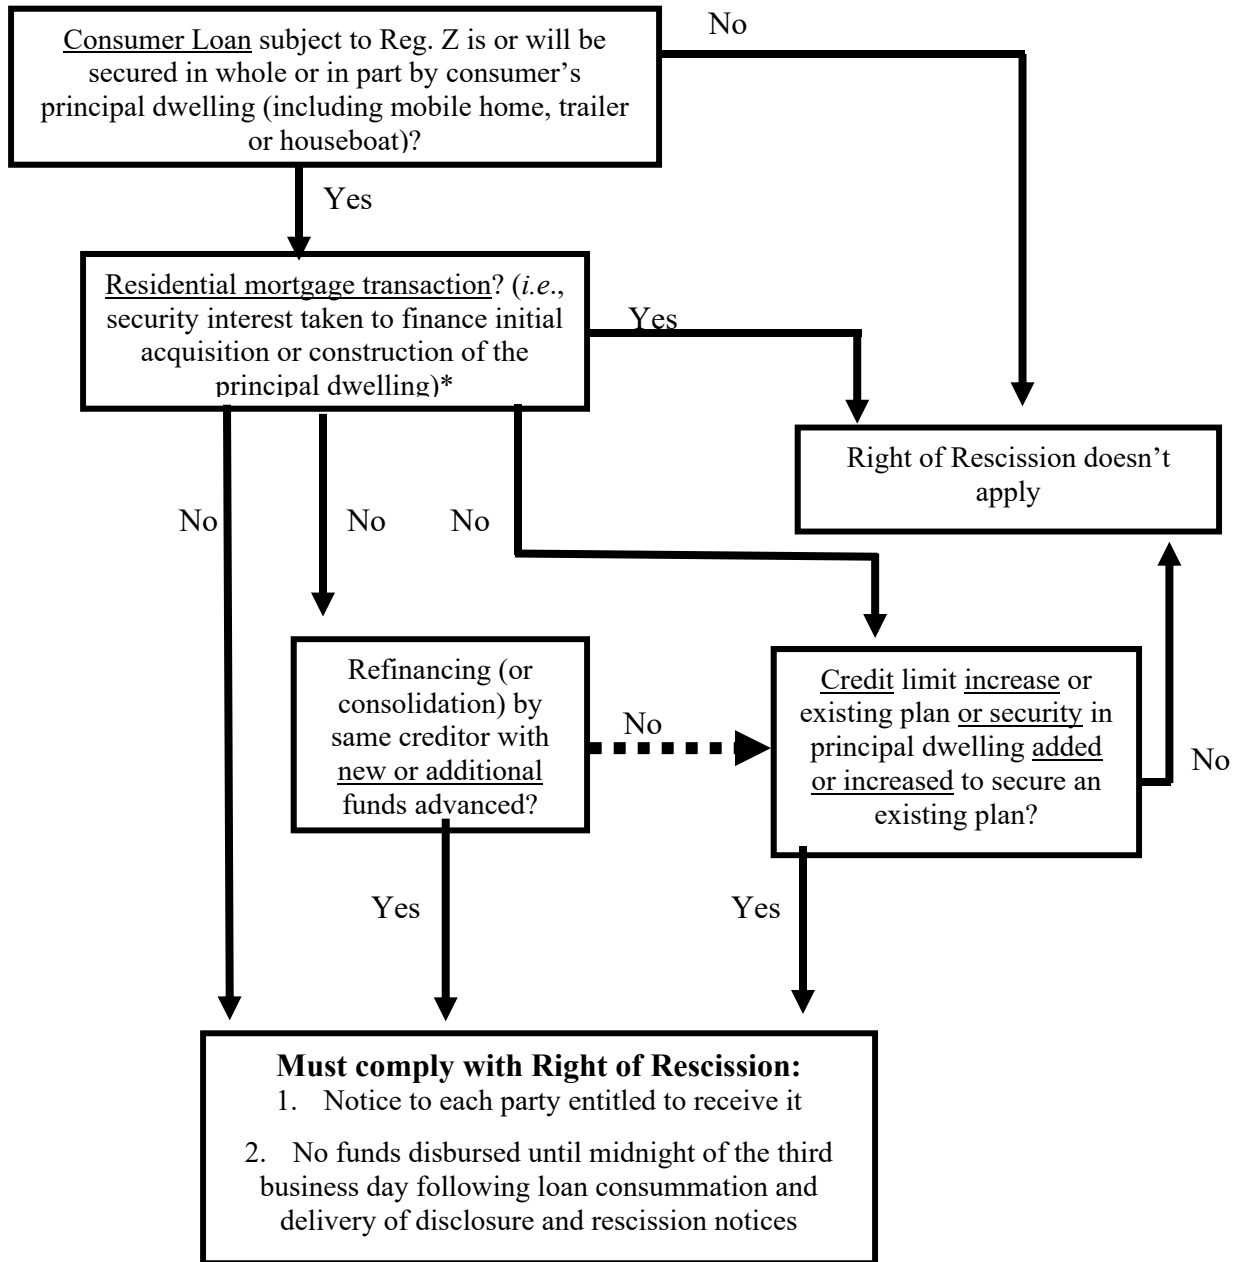 Consumer Loan subject to Reg. Z is or will be
secured in whole or in part by consumer’s
principal dwelling (including mobile home, trailer
or houseboat)?
No
Yes
Residential mortgage transaction? (i.e.,
security interest taken to finance initial
acquisition or construction of the
principal dwelling)*
Yes
Right of Rescission doesn’t
apply
No
No
No
Refinancing (or
consolidation) by
same creditor with
new or additional
funds advanced?
No
Credit limit increase or
existing plan or security in
principal dwelling added
or increased to secure an
existing plan?
No
Yes
Yes
Must comply with Right of Rescission:
1. Notice to each party entitled to receive it
2. No funds disbursed until midnight of the third
business day following loan consummation and
delivery of disclosure and rescission notices